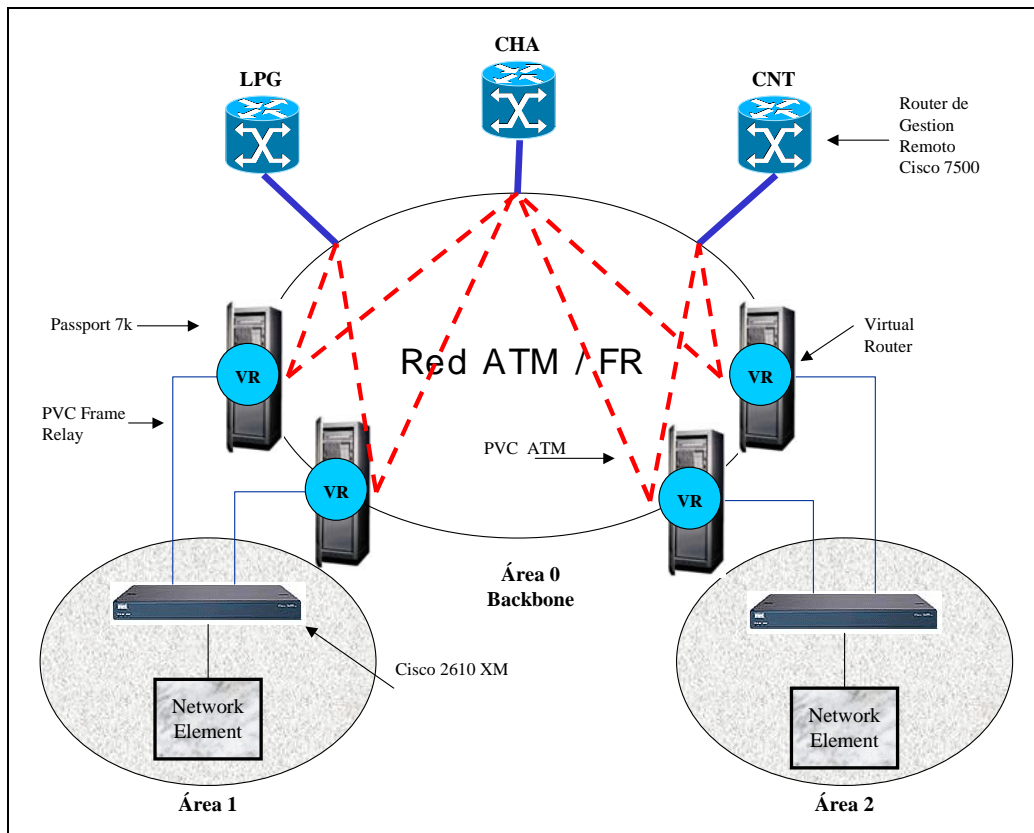 CHA
LPG
CNT
Router de
Gestion
Remoto
Cisco 7500
Passport 7k
Virtual
Router
Red ATM / FR
VR
VR
PVC Frame
Relay
PVC ATM
VR
VR
Área 0
Backbone
Cisco 2610 XM
Network
Element
Network
Element
Área 1
Área 2